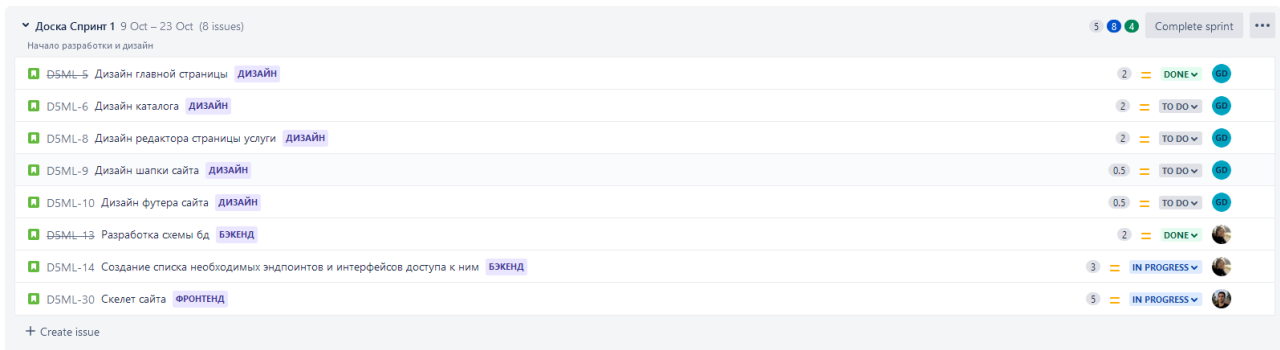 Доска Спринт 1 9 Oct – 23 Oct (8 issues) 5 8 4 Complete sprint •••
Начало разработки и дизайн
D5ML-5 Дизайн главной страницы ДИЗАЙН 2 = DONE GD
D5ML-6 Дизайн каталога ДИЗАЙН 2 = TO DO GD
D5ML-8 Дизайн редактора страницы услуги ДИЗАЙН 2 = TO DO GD
D5ML-9 Дизайн шапки сайта ДИЗАЙН 0.5 = TO DO GD
D5ML-10 Дизайн футера сайта ДИЗАЙН 0.5 = TO DO GD
D5ML-13 Разработка схемы бд БЭКЕНД 2 = DONE
D5ML-14 Создание списка необходимых эндпоинтов и интерфейсов доступа к ним БЭКЕНД 3 = IN PROGRESS
D5ML-30 Скелет сайта ФРОНТЕНД 5 = IN PROGRESS
+ Create issue